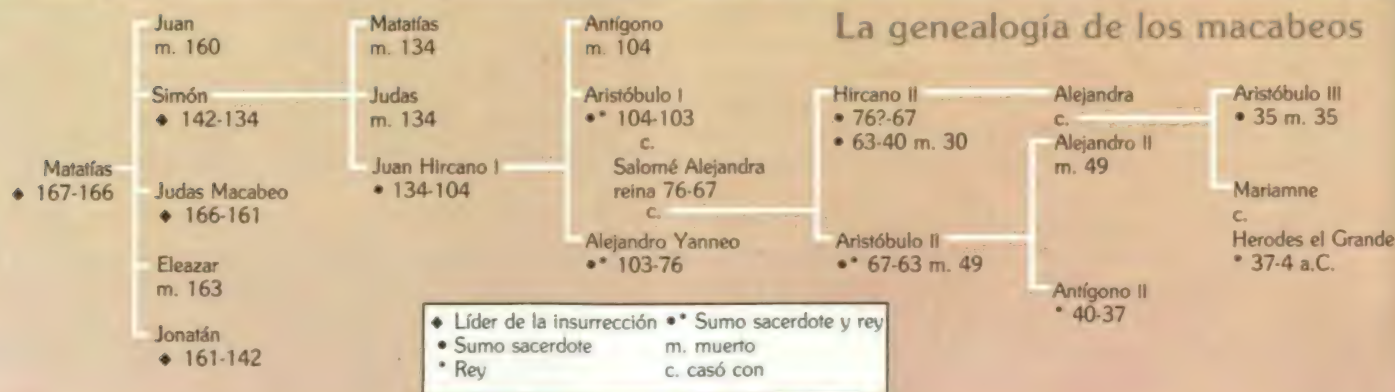 La genealogía de los macabeos
Matatías
◆ 167-166
Juan
m. 160
Simón
◆ 142-134
Judas Macabeo
◆ 166-161
Eleazar
m. 163
Jonatán
◆ 161-142
Matatías
m. 134
Judas
m. 134
Juan Hircano I
• 134-104
Antígono
m. 104
Aristóbulo I
•* 104-103
c.
Salomé Alejandra
reina 76-67
c.
Alejandro Yanneo
•* 103-76
Hircano II
• 76?-67
• 63-40 m. 30
Aristóbulo II
•* 67-63 m. 49
Alejandra
c.
Alejandro II
m. 49
Antígono II
* 40-37
Aristóbulo III
• 35 m. 35
Mariamne
c.
Herodes el Grande
* 37-4 a.C.
◆ Líder de la insurrección •* Sumo sacerdote y rey
• Sumo sacerdote m. muerto
* Rey c. casó con